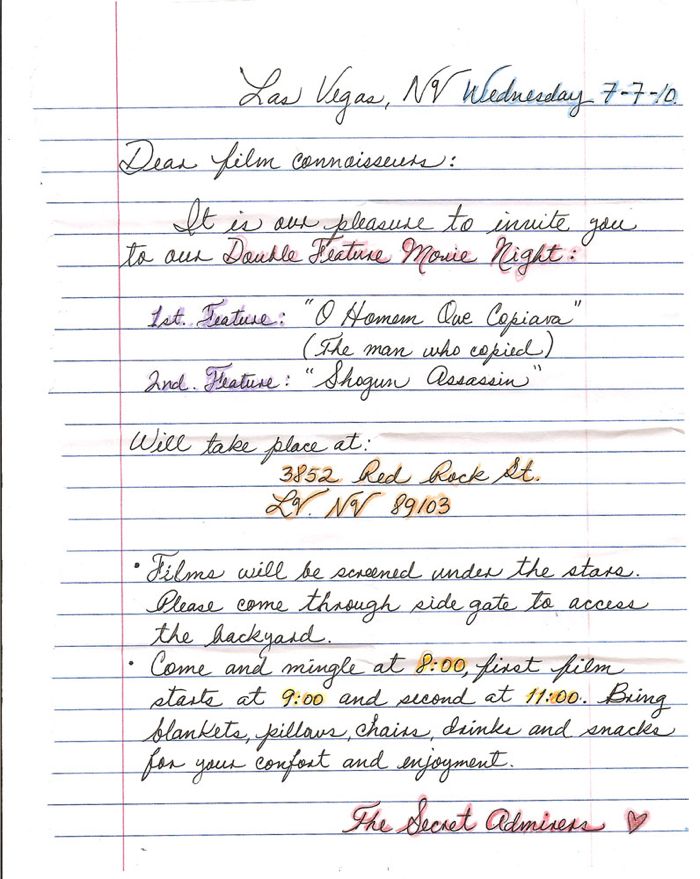 Las Vegas, NV Wednesday 7-7-10.
Dear film connoisseurs:
It is our pleasure to invite you
to our Double Feature Movie Night:
1st. Feature: "O Homem Que Copiava"
(The man who copied)
2nd. Feature: "Shogun Assassin"
Will take place at:
3852 Red Rock St.
LV. NV 89103
• Films will be screened under the stars.
Please come through side gate to access
the backyard.
• Come and mingle at 8:00, first film
starts at 9:00 and second at 11:00. Bring
blankets, pillows, chairs, drinks and snacks
for your confort and enjoyment.
The Secret Admirers ♡